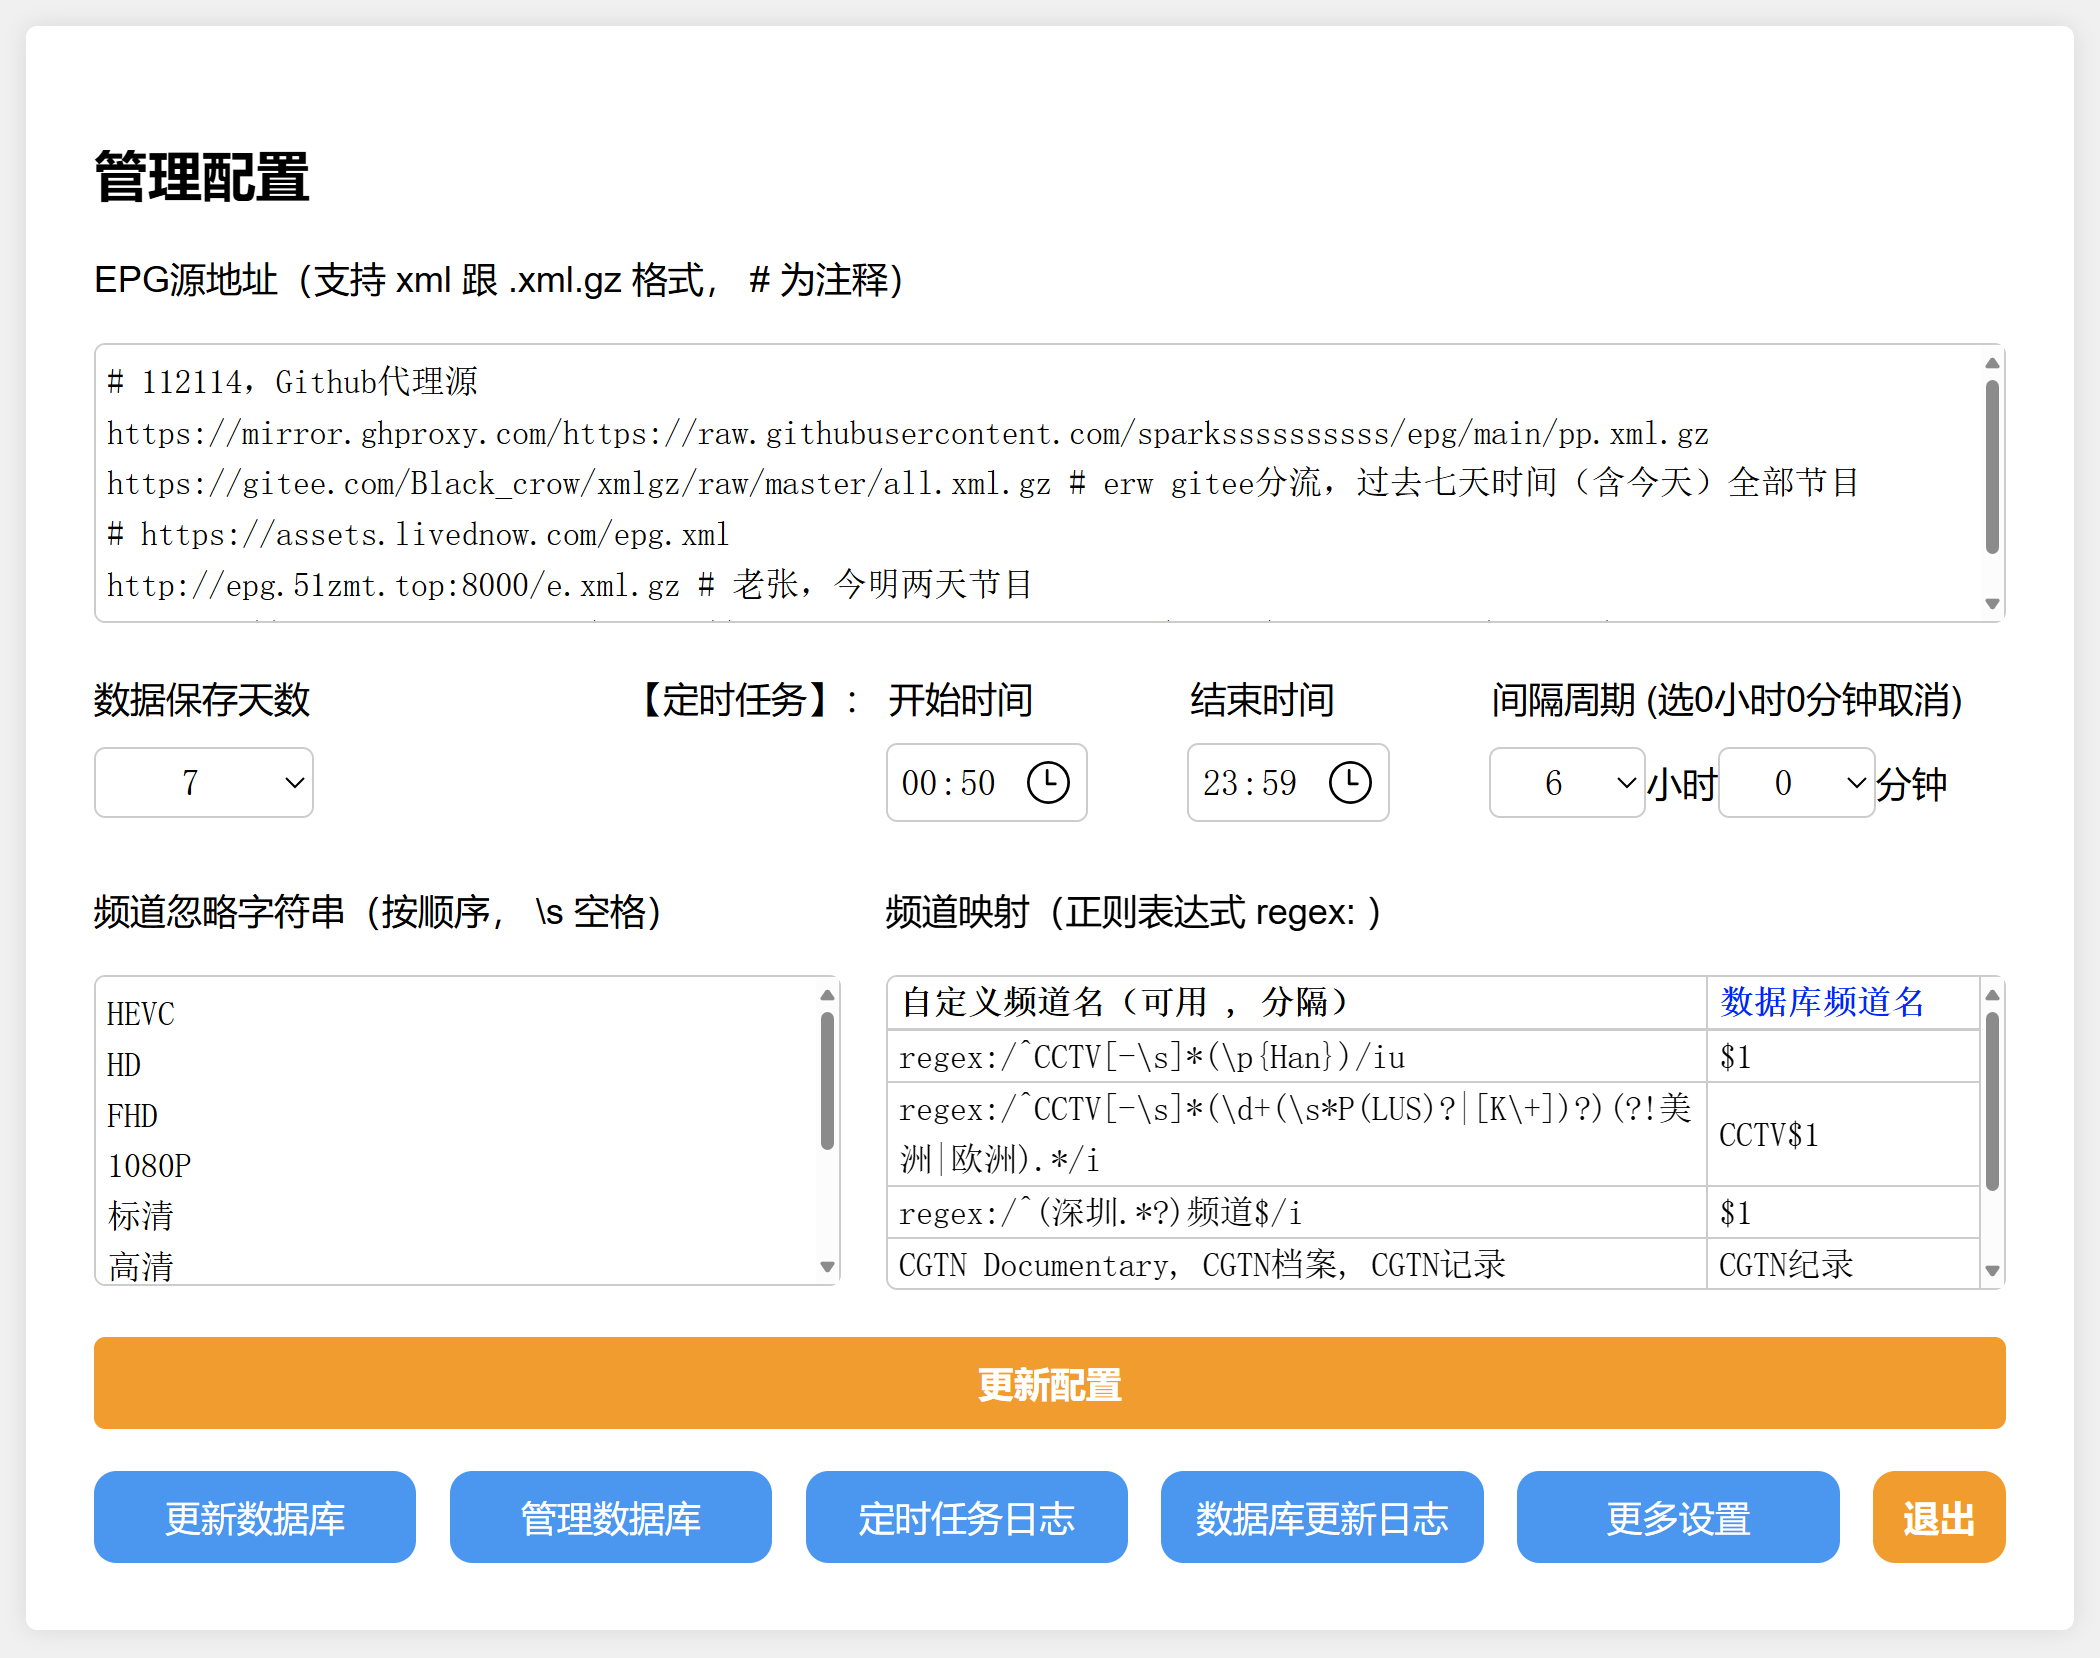 管理配置
EPG源地址（支持 xml 跟 .xml.gz 格式， # 为注释）
# 112114，Github代理源
https://mirror.ghproxy.com/https://raw.githubusercontent.com/sparkssssssssss/epg/main/pp.xml.gz
https://gitee.com/Black_crow/xmlgz/raw/master/all.xml.gz # erw gitee分流，过去七天时间（含今天）全部节目
# https://assets.livednow.com/epg.xml
http://epg.51zmt.top:8000/e.xml.gz # 老张，今明两天节目
数据保存天数 【定时任务】： 开始时间 结束时间 间隔周期 (选0小时0分钟取消)
7 00:50 23:59 6 小时 0 分钟
频道忽略字符串（按顺序， \s 空格）
HEVC
HD
FHD
1080P
标清
高清
频道映射（正则表达式 regex: ）
自定义频道名（可用 , 分隔） 数据库频道名
regex:/^CCTV[-\s]*(\p{Han})/iu $1
regex:/^CCTV[-\s]*(\d+(\s*P(LUS)?|[K\+])?)(?!美
洲|欧洲).*/i CCTV$1
regex:/^(深圳.*?)频道$/i $1
CGTN Documentary, CGTN档案, CGTN记录 CGTN纪录
更新配置
更新数据库 管理数据库 定时任务日志 数据库更新日志 更多设置 退出